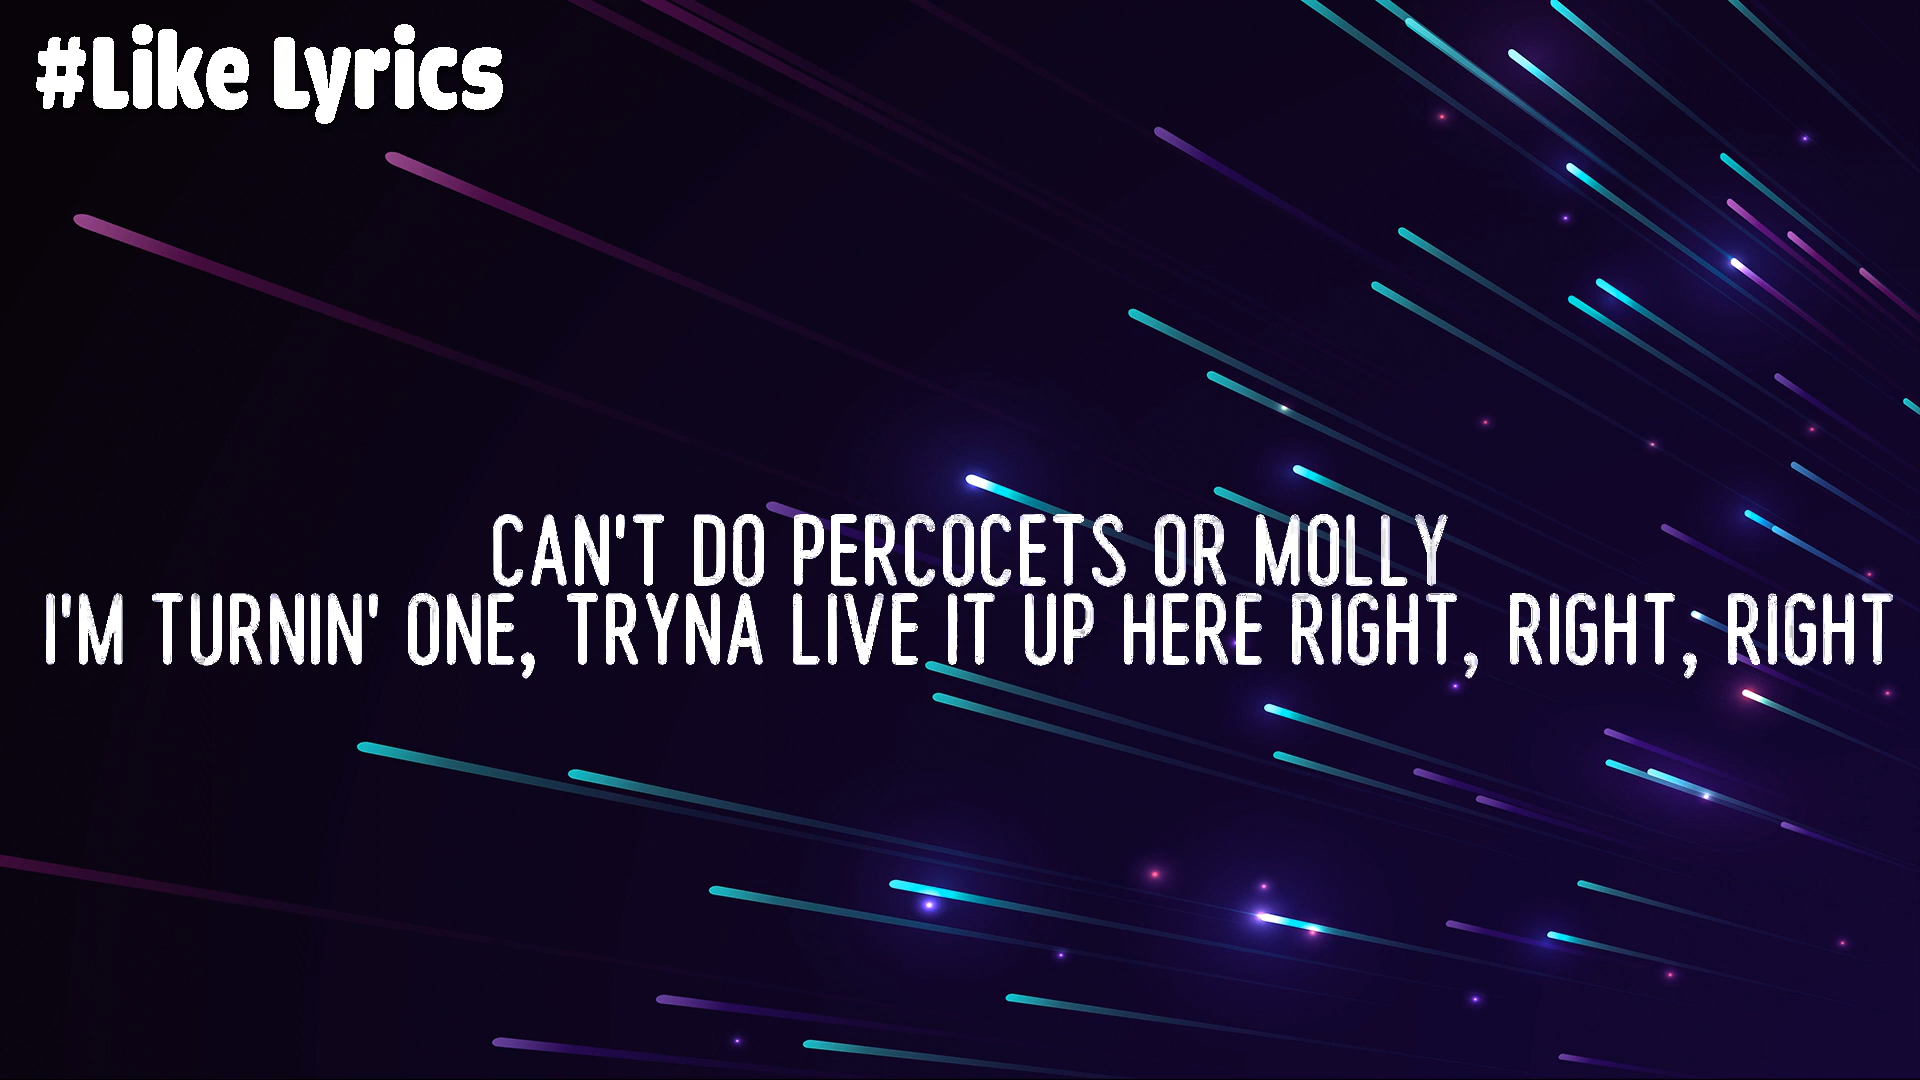 #Like Lyrics
CAN'T DO PERCOCETS OR MOLLY
I'M TURNIN' ONE, TRYNA LIVE IT UP HERE RIGHT, RIGHT, RIGHT